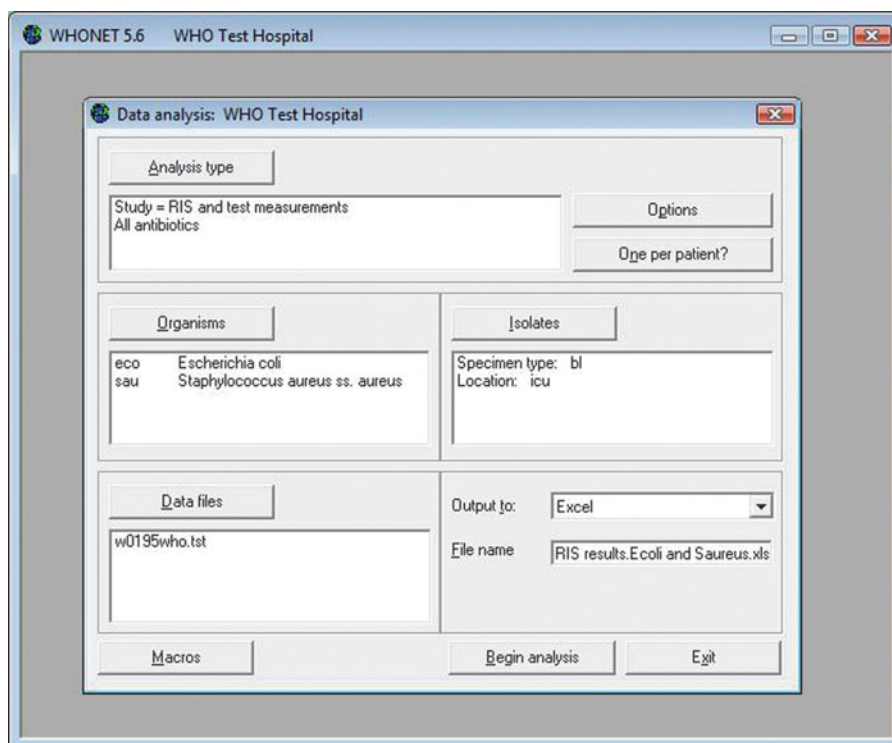 WHONET 5.6 WHO Test Hospital
Data analysis: WHO Test Hospital
Analysis type
Study = RIS and test measurements
All antibiotics
Options
One per patient?
Organisms
eco Escherichia coli
sau Staphylococcus aureus ss. aureus
Isolates
Specimen type: bl
Location: icu
Data files
w0195who.tst
Output to: Excel
File name RIS results.Ecoli and Saureus.xls
Macros
Begin analysis
Exit